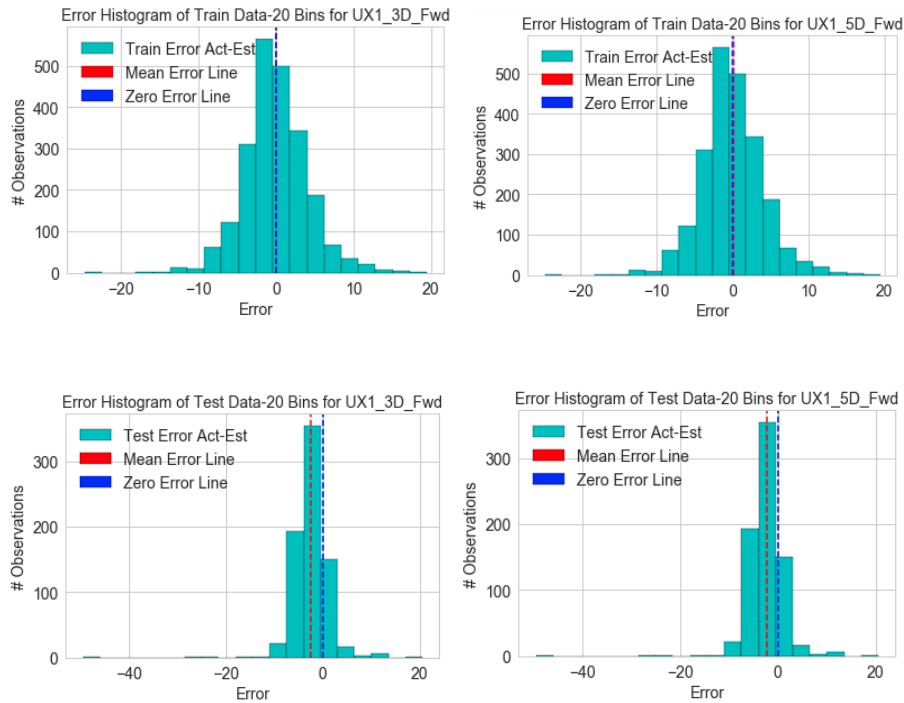 Error Histogram of Train Data-20 Bins for UX1_3D_Fwd
Train Error Act-Est
Mean Error Line
Zero Error Line
500
400
300
200
100
0
# Observations
−20
−10
0
10
20
Error
Error Histogram of Train Data-20 Bins for UX1_5D_Fwd
Train Error Act-Est
Mean Error Line
Zero Error Line
500
400
300
200
100
0
# Observations
−20
−10
0
10
20
Error
Error Histogram of Test Data-20 Bins for UX1_3D_Fwd
Test Error Act-Est
Mean Error Line
Zero Error Line
300
200
100
0
# Observations
−40
−20
0
20
Error
Error Histogram of Test Data-20 Bins for UX1_5D_Fwd
Test Error Act-Est
Mean Error Line
Zero Error Line
300
200
100
0
# Observations
−40
−20
0
20
Error